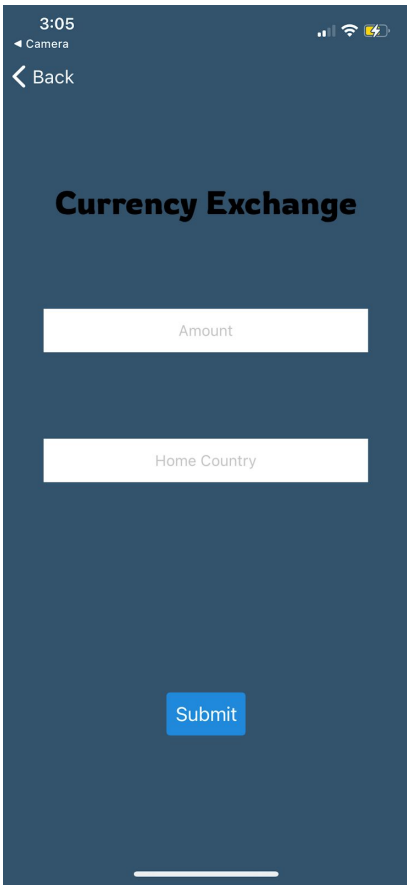 3:05
◀ Camera
Back
Currency Exchange
Amount
Home Country
Submit